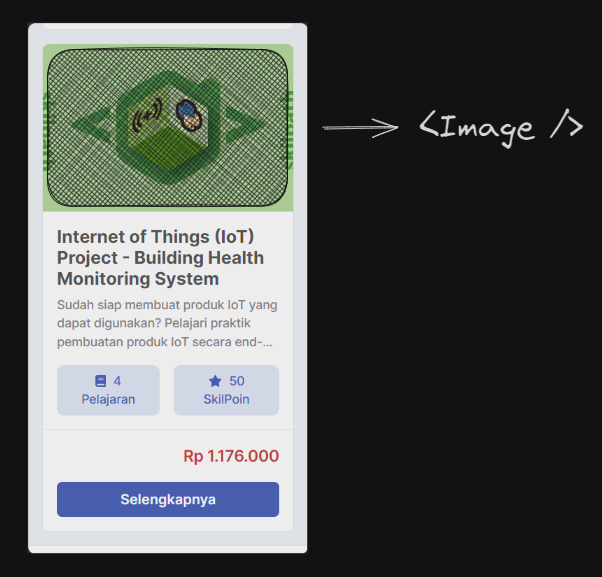 <Image />
Internet of Things (IoT)
Project - Building Health
Monitoring System
Sudah siap membuat produk IoT yang
dapat digunakan? Pelajari praktik
pembuatan produk IoT secara end-...
4
Pelajaran
50
SkilPoin
Rp 1.176.000
Selengkapnya